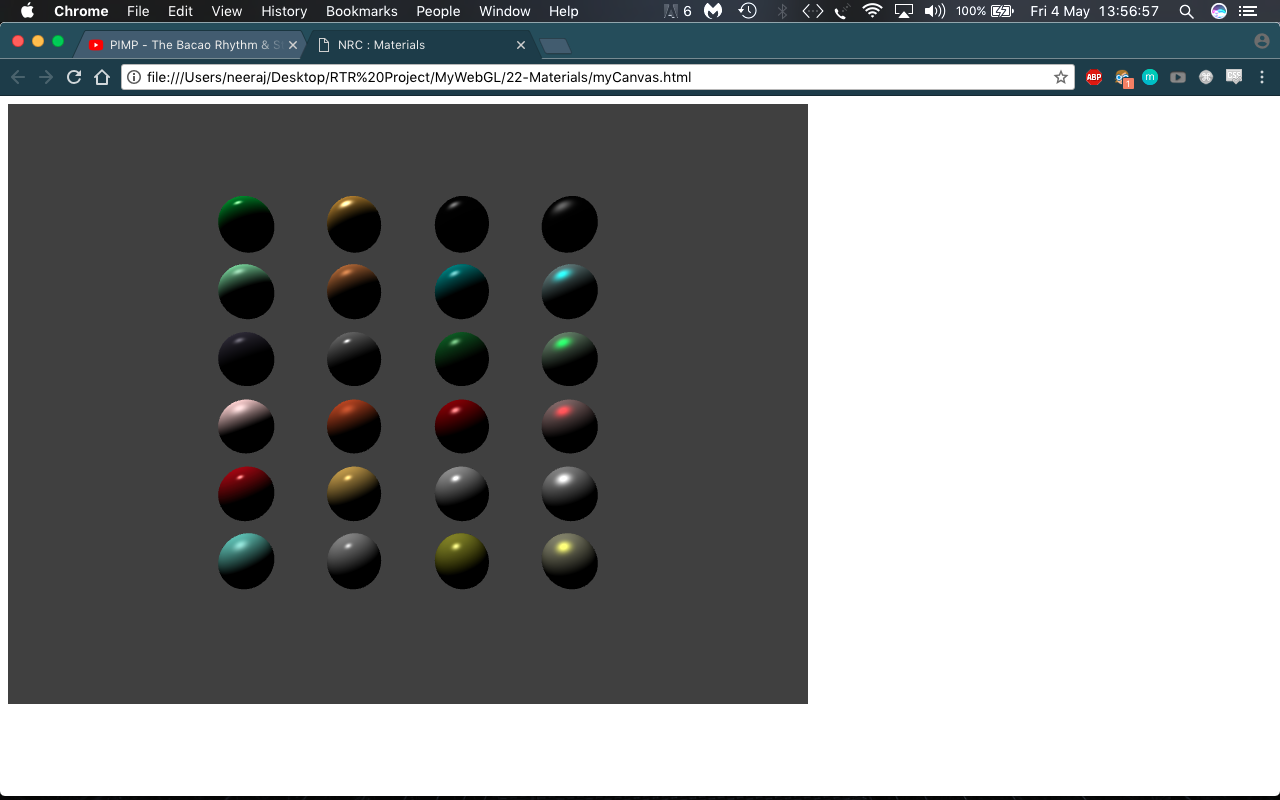 Chrome File Edit View History Bookmarks People Window Help 6 100% Fri 4 May 13:56:57
PIMP - The Bacao Rhythm & S NRC : Materials
file:///Users/neeraj/Desktop/RTR%20Project/MyWebGL/22-Materials/myCanvas.html ABP 1 m CSP